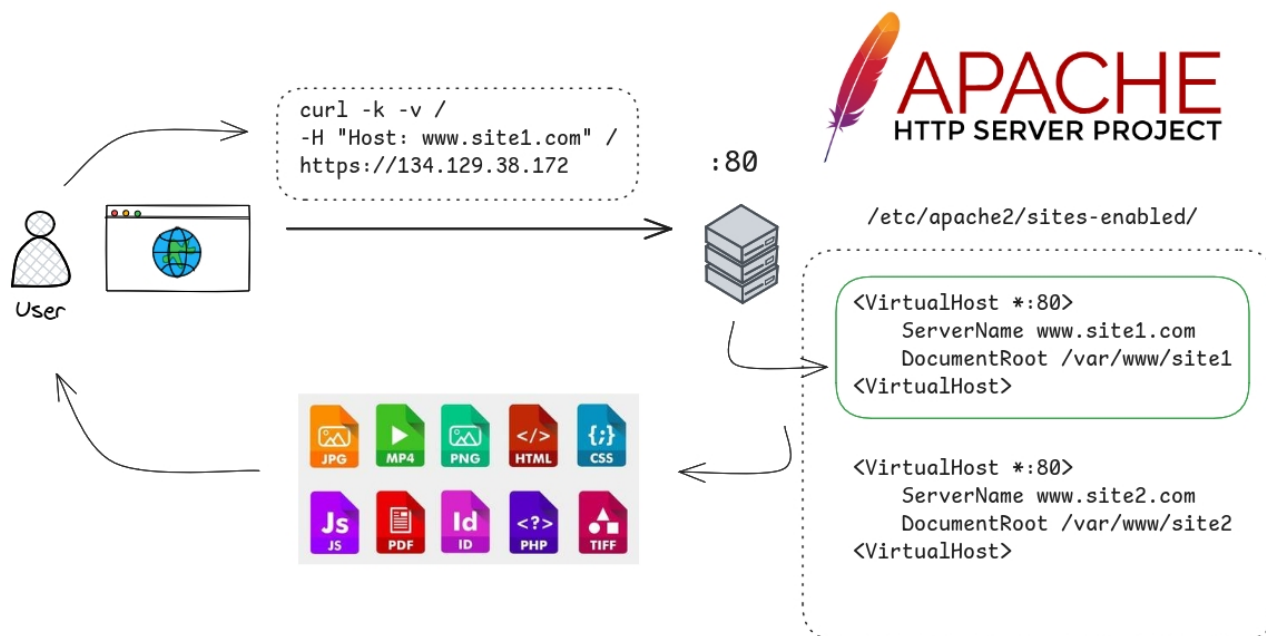 APACHE
HTTP SERVER PROJECT
curl -k -v /
-H "Host: www.site1.com" /
https://134.129.38.172
:80
/etc/apache2/sites-enabled/
User
<VirtualHost *:80>
ServerName www.site1.com
DocumentRoot /var/www/site1
<VirtualHost>
<VirtualHost *:80>
ServerName www.site2.com
DocumentRoot /var/www/site2
<VirtualHost>
JPG
MP4
PNG
</>
HTML
{;}
CSS
Js
JS
PDF
Id
ID
<?>
PHP
TIFF